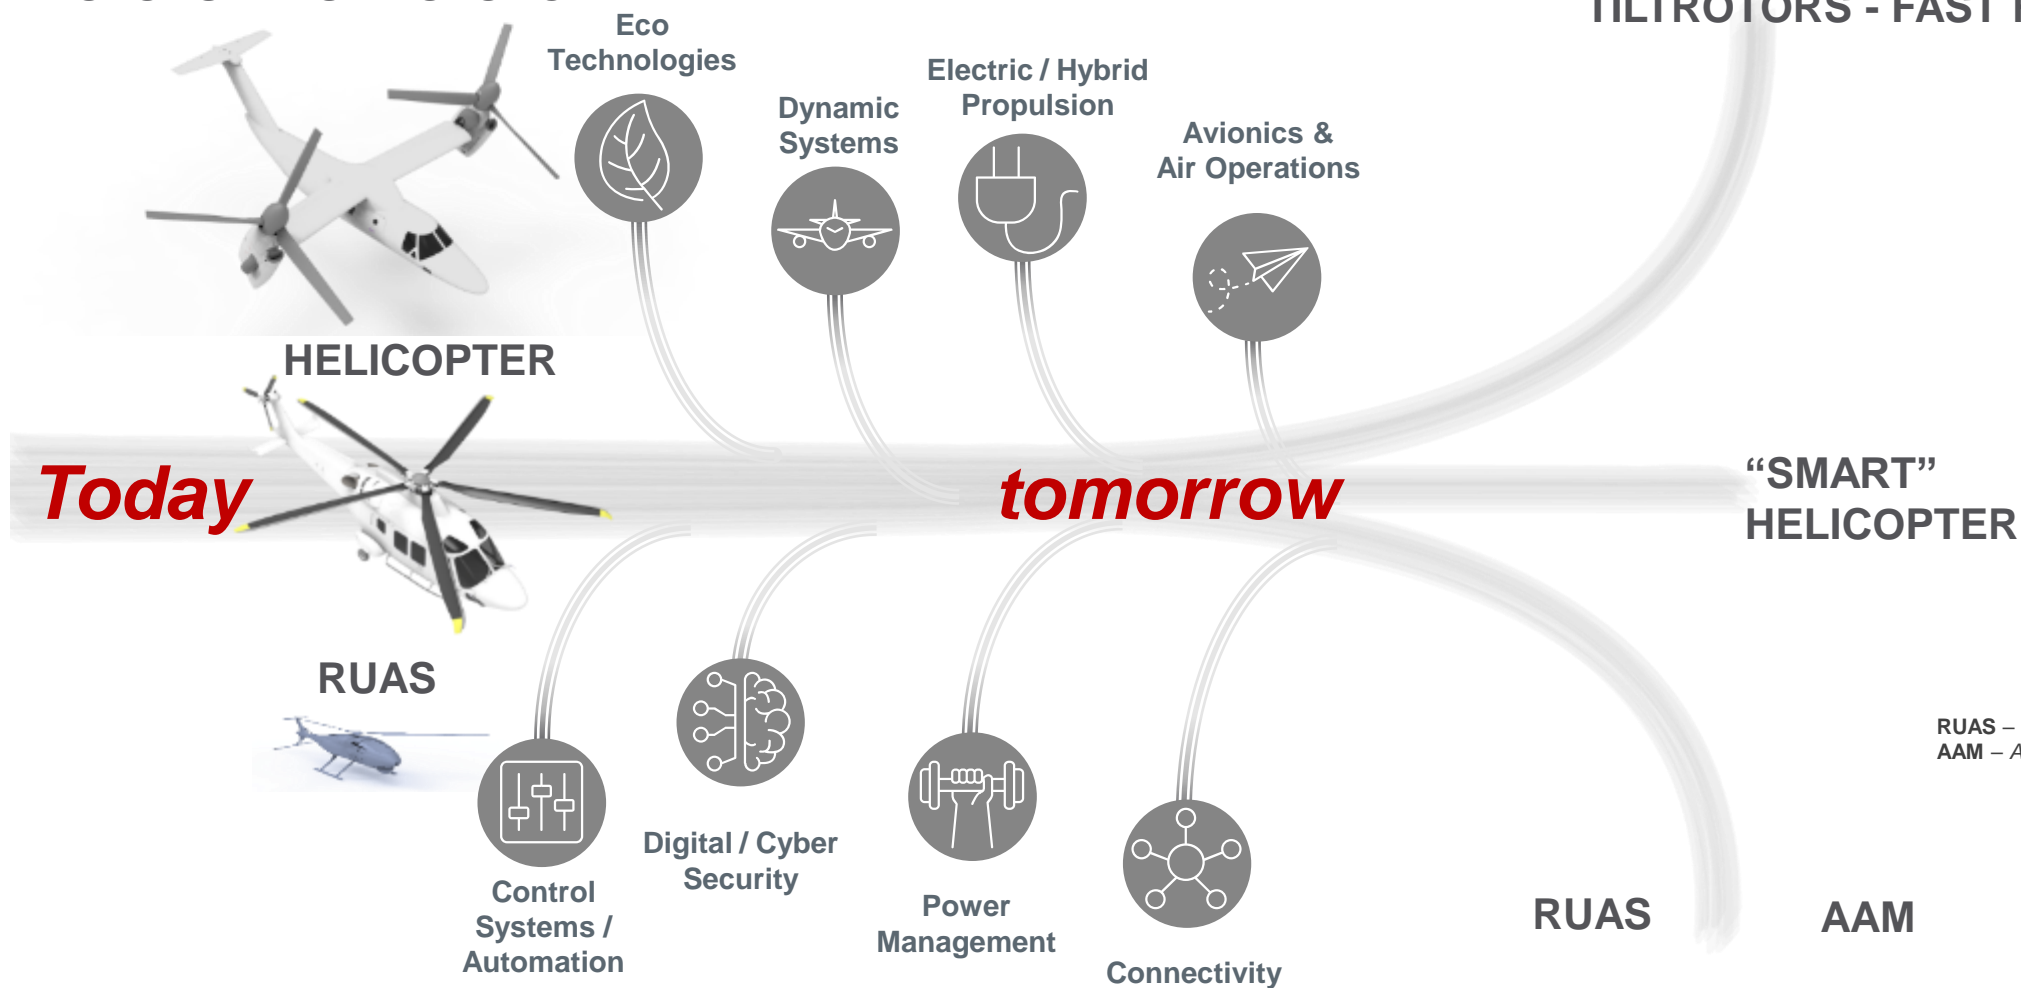 TILTROTORS - FAST
Eco
Technologies
Electric / Hybrid
Propulsion
Dynamic
Systems
Avionics &
Air Operations
HELICOPTER
Today
tomorrow
“SMART”
HELICOPTER
RUAS
RUAS –
AAM – A
Digital / Cyber
Security
Control
Systems /
Automation
Power
Management
Connectivity
RUAS
AAM